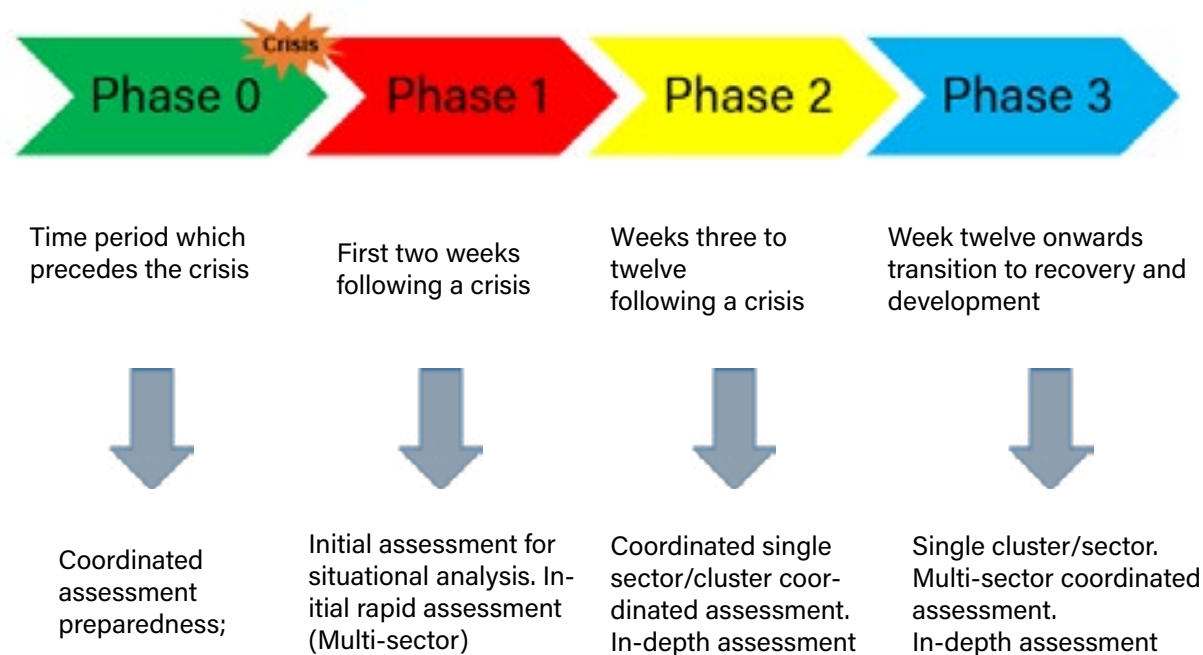 Crisis
Phase 0
Phase 1
Phase 2
Phase 3
Time period which
precedes the crisis
First two weeks
following a crisis
Weeks three to
twelve
following a crisis
Week twelve onwards
transition to recovery and
development
Coordinated
assessment
preparedness;
Initial assessment for
situational analysis. In-
itial rapid assessment
(Multi-sector)
Coordinated single
sector/cluster coor-
dinated assessment.
In-depth assessment
Single cluster/sector.
Multi-sector coordinated
assessment.
In-depth assessment